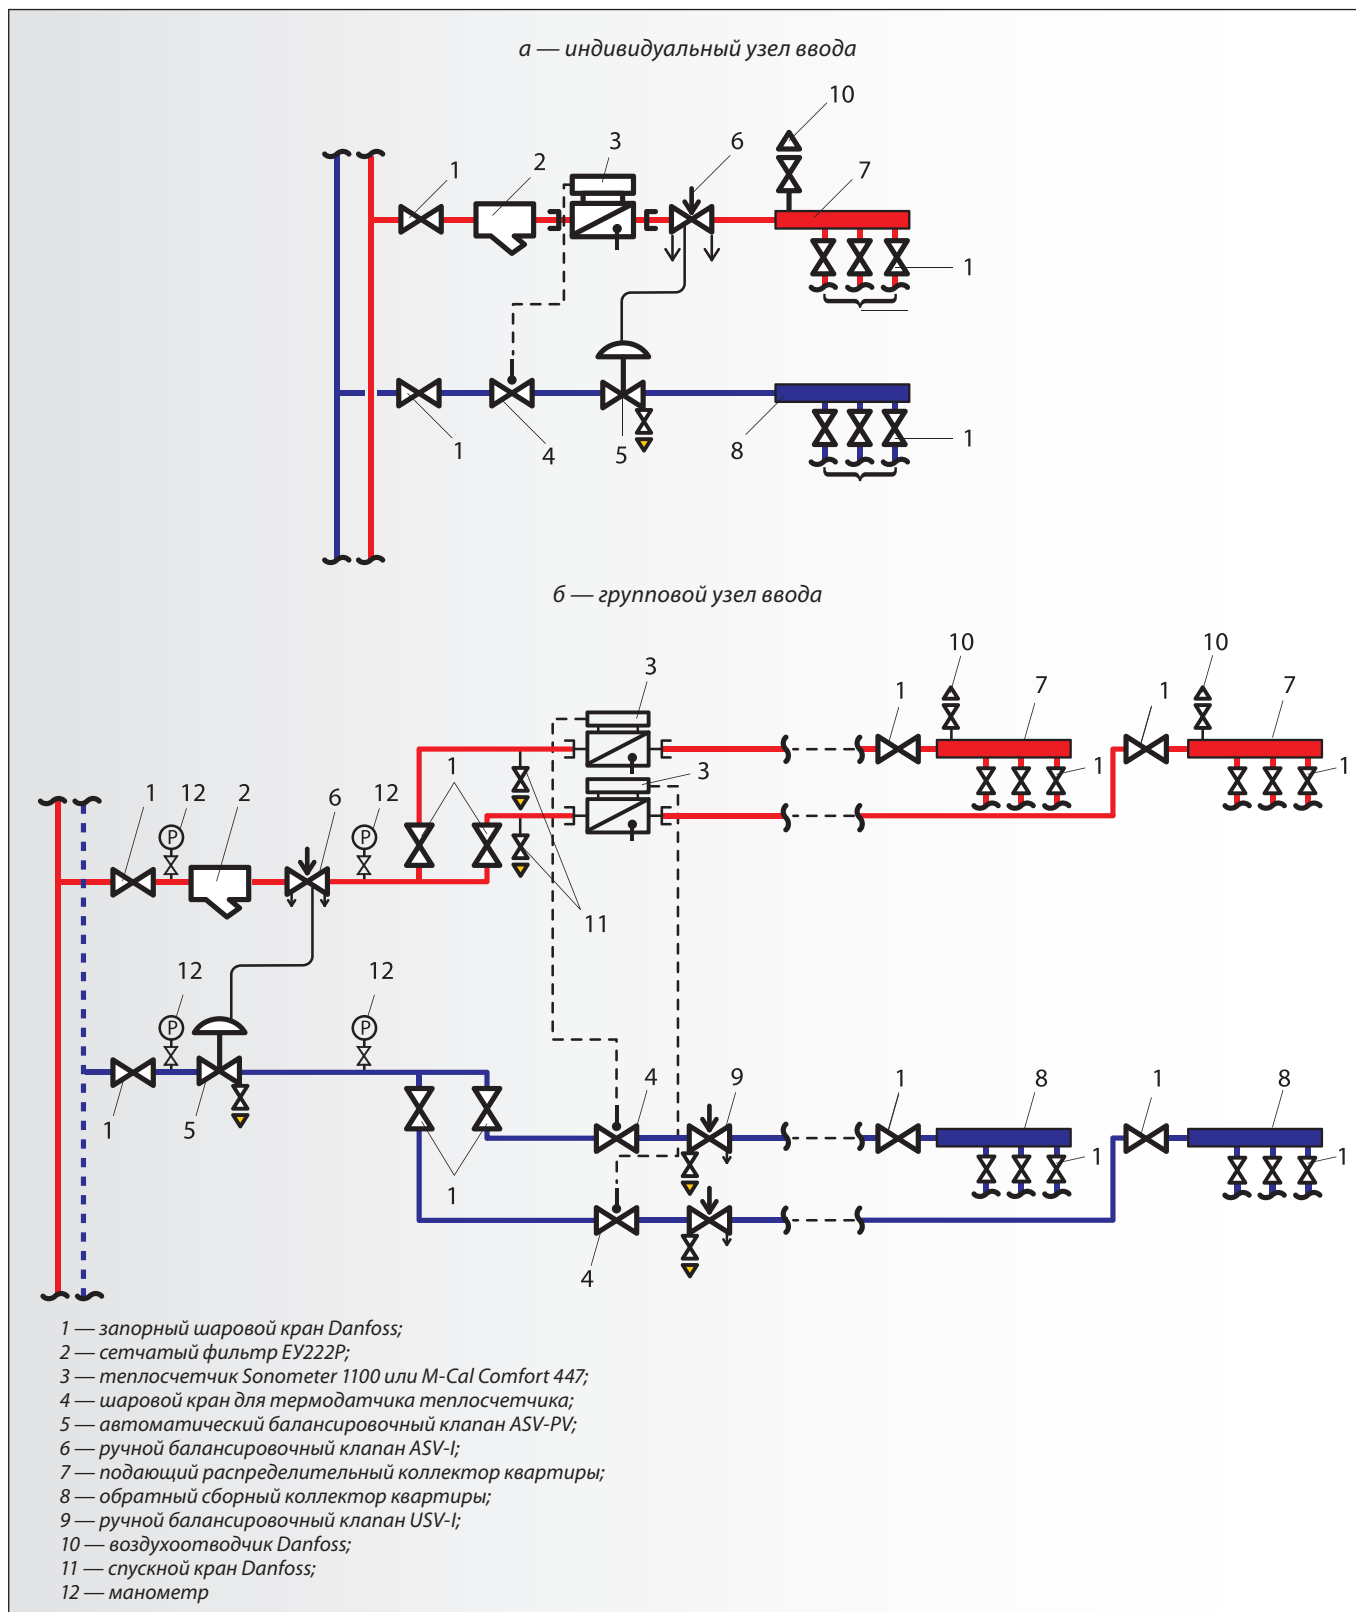 а — индивидуальный узел ввода
10
1 2 3 6 7
1
1 4 5 8 1
б — групповой узел ввода
10 10
3 1 7 1 7
1 12 2 6 12 1 3 1 1
P P
11
12 12
P P
1 5 4 9 1 8 1 8
1 1 1
4
1 — запорный шаровой кран Danfoss;
2 — сетчатый фильтр EУ222P;
3 — теплосчетчик Sonometer 1100 или M-Cal Comfort 447;
4 — шаровой кран для термодатчика теплосчетчика;
5 — автоматический балансировочный клапан ASV-PV;
6 — ручной балансировочный клапан ASV-I;
7 — подающий распределительный коллектор квартиры;
8 — обратный сборный коллектор квартиры;
9 — ручной балансировочный клапан USV-I;
10 — воздухоотводчик Danfoss;
11 — спускной кран Danfoss;
12 — манометр